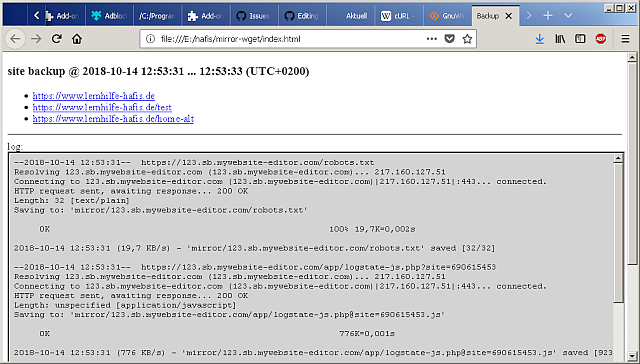 Add-on
Adblo
/C:/Program
Add-on
Issues
Editing
Aktuell
cURL –
GnuWi
Backup
file:///E:/nafis/mirror-wget/index.html
site backup @ 2018-10-14 12:53:31 ... 12:53:33 (UTC+0200)
https://www.lernhilfe-hafis.de
https://www.lernhilfe-hafis.de/test
https://www.lernhilfe-hafis.de/home-alt
log:
--2018-10-14 12:53:31-- https://123.sb.mywebsite-editor.com/robots.txt
Resolving 123.sb.mywebsite-editor.com (123.sb.mywebsite-editor.com)... 217.160.127.51
Connecting to 123.sb.mywebsite-editor.com (123.sb.mywebsite-editor.com)|217.160.127.51|:443... connected.
HTTP request sent, awaiting response... 200 OK
Length: 32 [text/plain]
Saving to: 'mirror/123.sb.mywebsite-editor.com/robots.txt'
0K 100% 19,7K=0,002s
2018-10-14 12:53:31 (19,7 KB/s) - 'mirror/123.sb.mywebsite-editor.com/robots.txt' saved [32/32]
--2018-10-14 12:53:31-- https://123.sb.mywebsite-editor.com/app/logstate-js.php?site=690615453
Resolving 123.sb.mywebsite-editor.com (123.sb.mywebsite-editor.com)... 217.160.127.51
Connecting to 123.sb.mywebsite-editor.com (123.sb.mywebsite-editor.com)|217.160.127.51|:443... connected.
HTTP request sent, awaiting response... 200 OK
Length: unspecified [application/javascript]
Saving to: 'mirror/123.sb.mywebsite-editor.com/app/logstate-js.php@site=690615453.js'
0K 776K=0,001s
2018-10-14 12:53:31 (776 KB/s) - 'mirror/123.sb.mywebsite-editor.com/app/logstate-js.php@site=690615453.js' saved [923